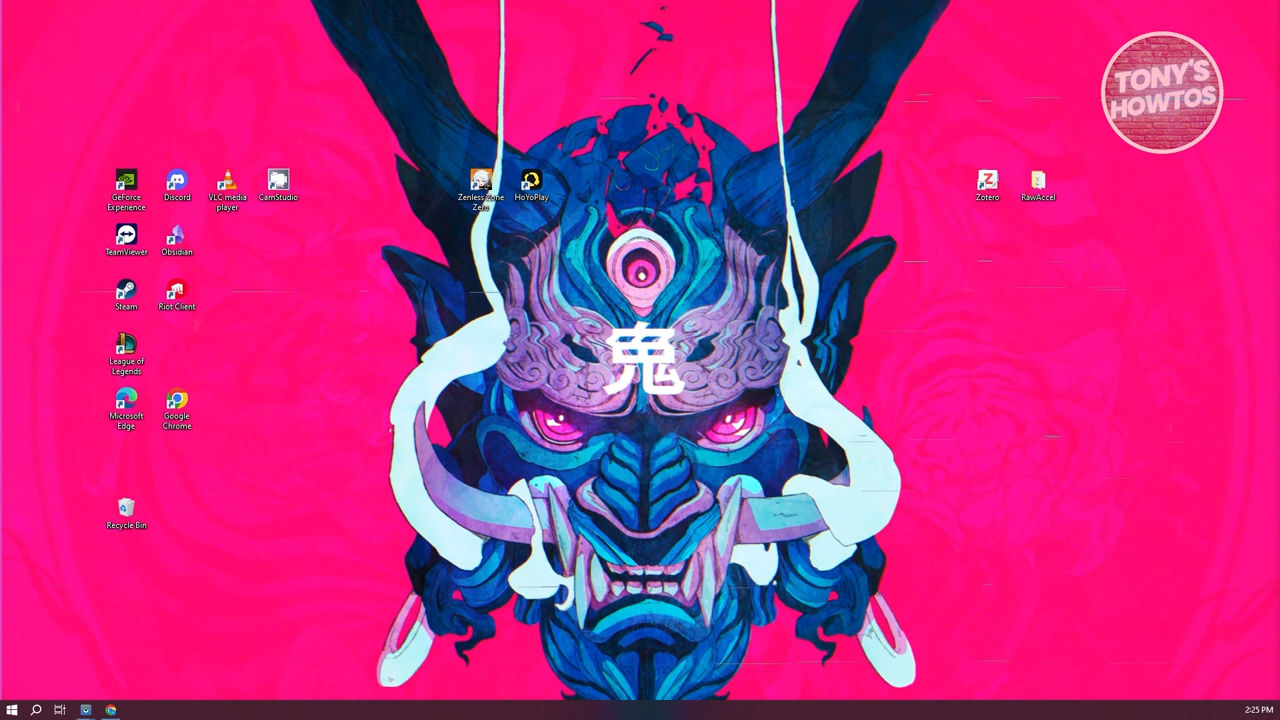 TONY'S
HOWTOS
GeForce
Experience
Discord
VLC media
player
CamStudio
Zenless Zone
Zero
HoYoPlay
Zotero
RawAccel
TeamViewer
Obsidian
Steam
Riot Client
League of
Legends
鬼
Microsoft
Edge
Google
Chrome
Recycle Bin
2:25 PM